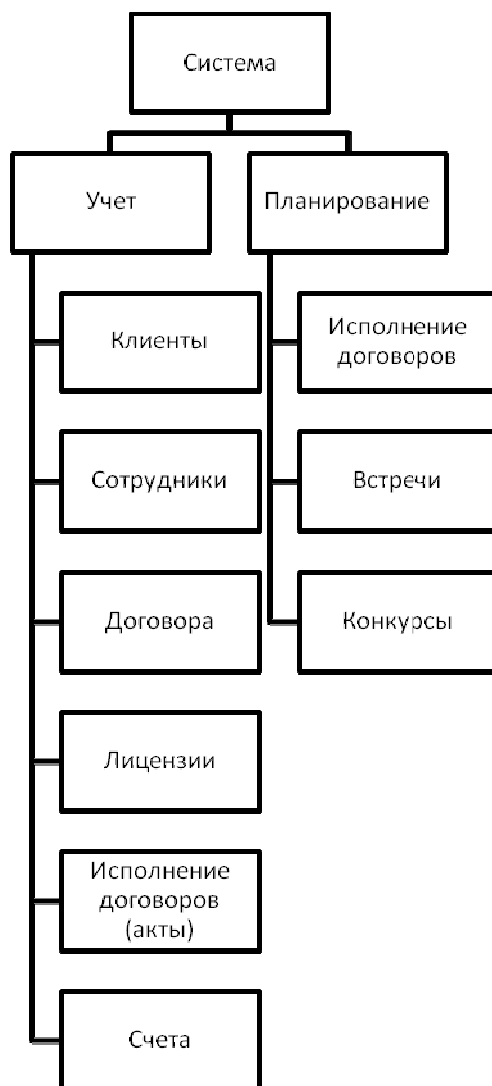 Система
Учет
Планирование
Клиенты
Исполнение
договоров
Сотрудники
Встречи
Договора
Конкурсы
Лицензии
Исполнение
договоров
(акты)
Счета